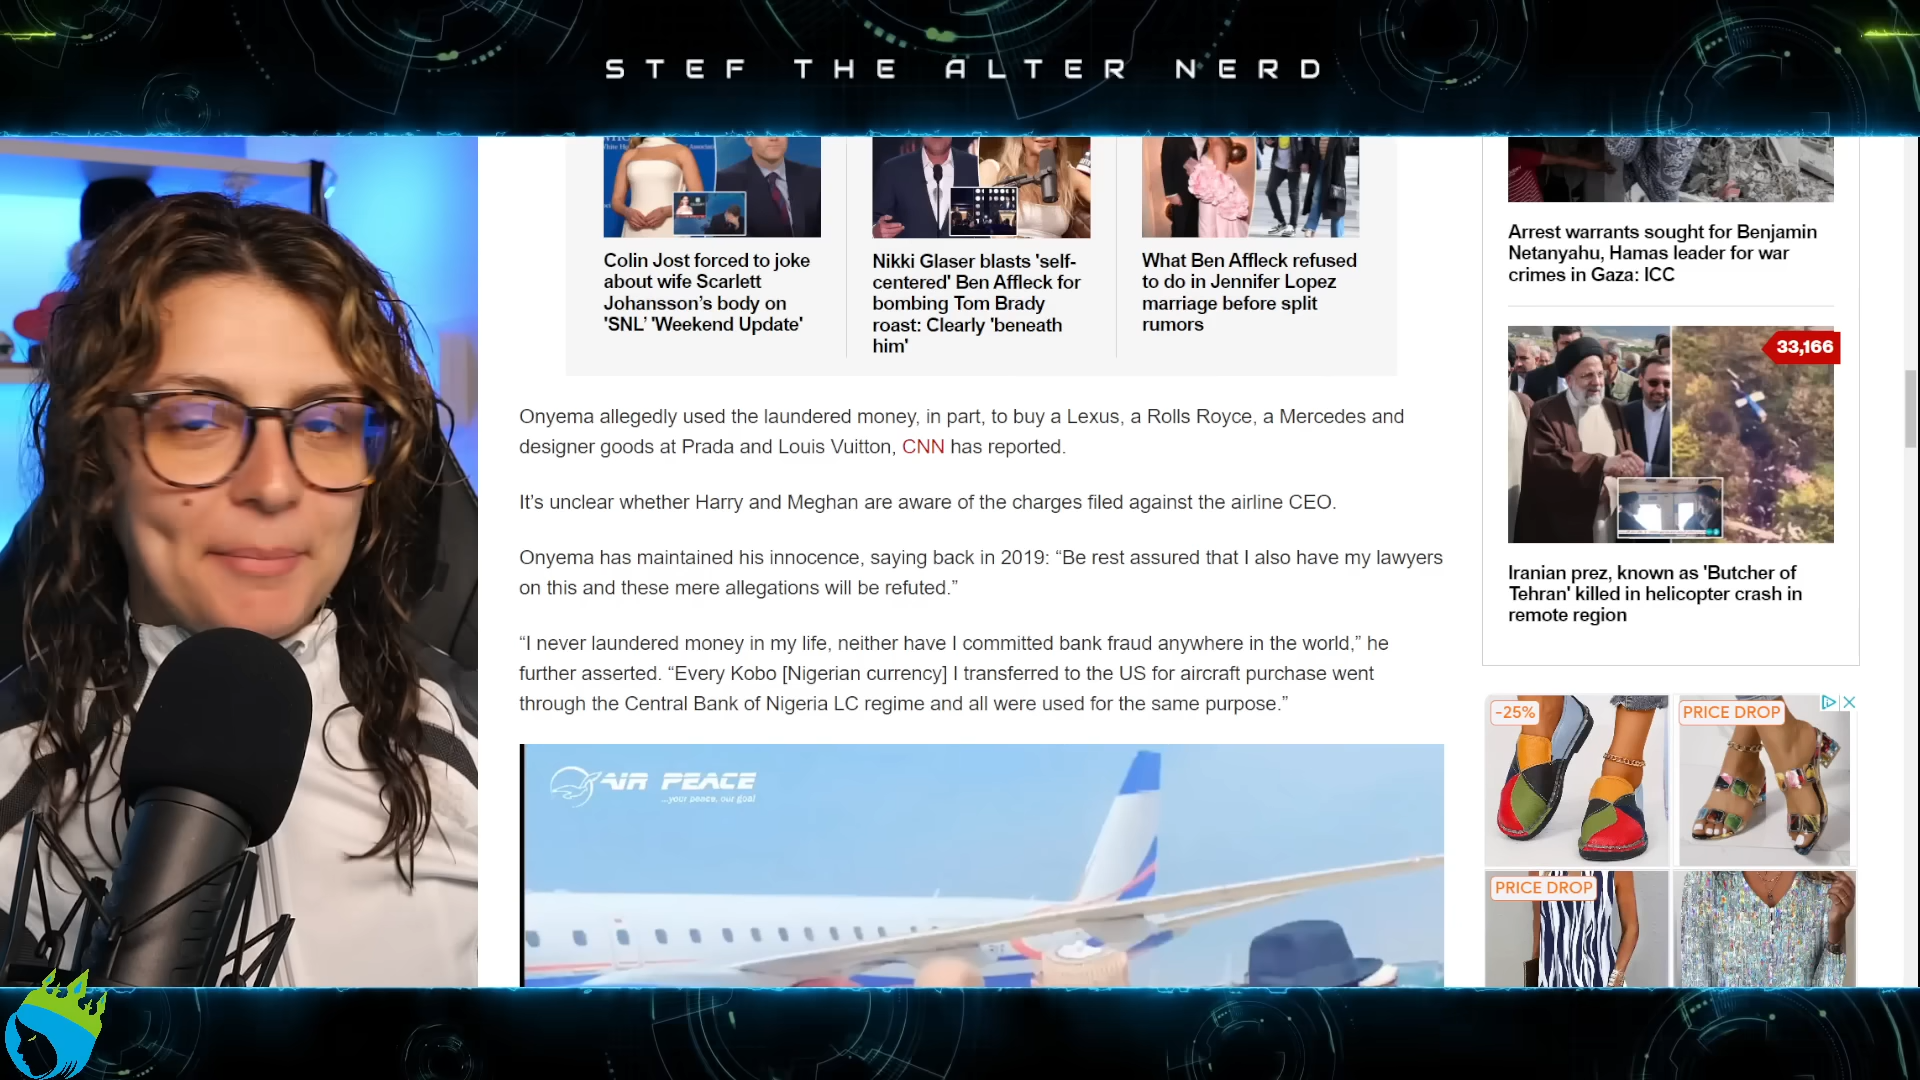 STEF THE ALTER NERD
Colin Jost forced to joke
about wife Scarlett
Johansson's body on
'SNL' 'Weekend Update'
Nikki Glaser blasts 'self-
centered' Ben Affleck for
bombing Tom Brady
roast: Clearly 'beneath
him'
What Ben Affleck refused
to do in Jennifer Lopez
marriage before split
rumors
Onyema allegedly used the laundered money, in part, to buy a Lexus, a Rolls Royce, a Mercedes and
designer goods at Prada and Louis Vuitton, CNN has reported.
It's unclear whether Harry and Meghan are aware of the charges filed against the airline CEO.
Onyema has maintained his innocence, saying back in 2019: “Be rest assured that I also have my lawyers
on this and these mere allegations will be refuted.”
“I never laundered money in my life, neither have I committed bank fraud anywhere in the world,” he
further asserted. “Every Kobo [Nigerian currency] I transferred to the US for aircraft purchase went
through the Central Bank of Nigeria LC regime and all were used for the same purpose.”
AIR PEACE
...your peace, our goal
Arrest warrants sought for Benjamin
Netanyahu, Hamas leader for war
crimes in Gaza: ICC
33,166
Iranian prez, known as 'Butcher of
Tehran' killed in helicopter crash in
remote region
-25%
PRICE DROP
PRICE DROP